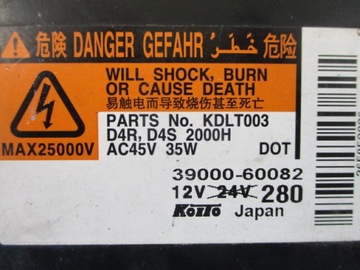 危険 DANGER GEFAHR خَطَر 危险
WILL SHOCK, BURN
OR CAUSE DEATH
易触电而导致烧伤甚至死亡
MAX25000V
PARTS No. KDLT003
D4R, D4S 2000H
AC45V 35W DOT
39000-60082
12V 24V 280
Koito Japan